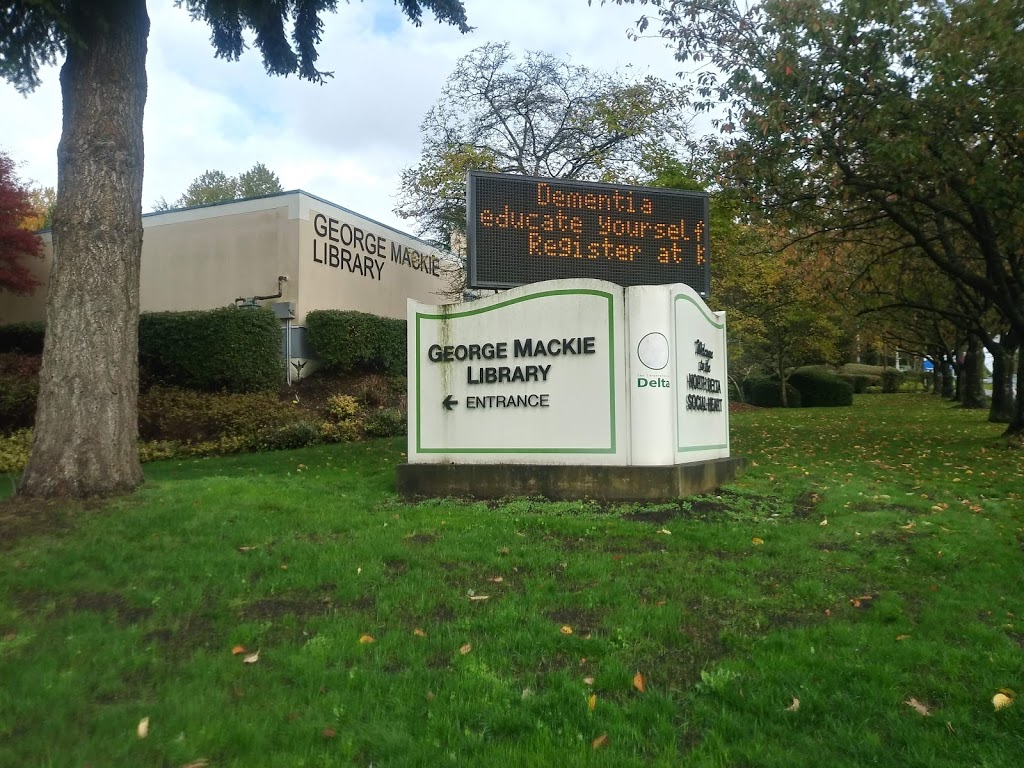 GEORGE MACKIE
LIBRARY
Dementia
educate yourself
Register at
GEORGE MACKIE
LIBRARY
ENTRANCE
Delta
Welcome
to the
NORTH DELTA
SOCIAL HEART